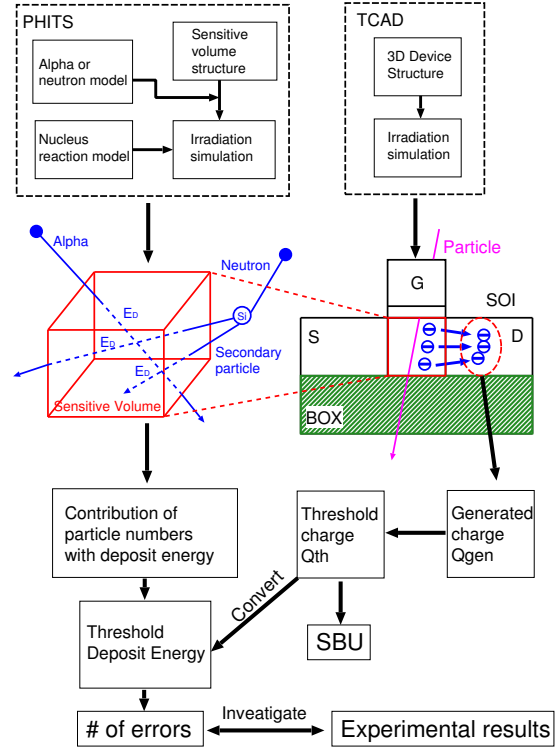 PHITS
Alpha or
neutron model
Sensitive
volume
structure
Nucleus
reaction model
Irradiation
simulation
TCAD
3D Device
Structure
Irradiation
simulation
Alpha
Neutron
Si
ED
ED
ED
Secondary
particle
Sensitive Volume
Particle
G
SOI
S
D
BOX
Contribution of
particle numbers
with deposit energy
Threshold
charge
Qth
Generated
charge
Qgen
Convert
Threshold
Deposit Energy
SBU
# of errors
Investigate
Experimental results